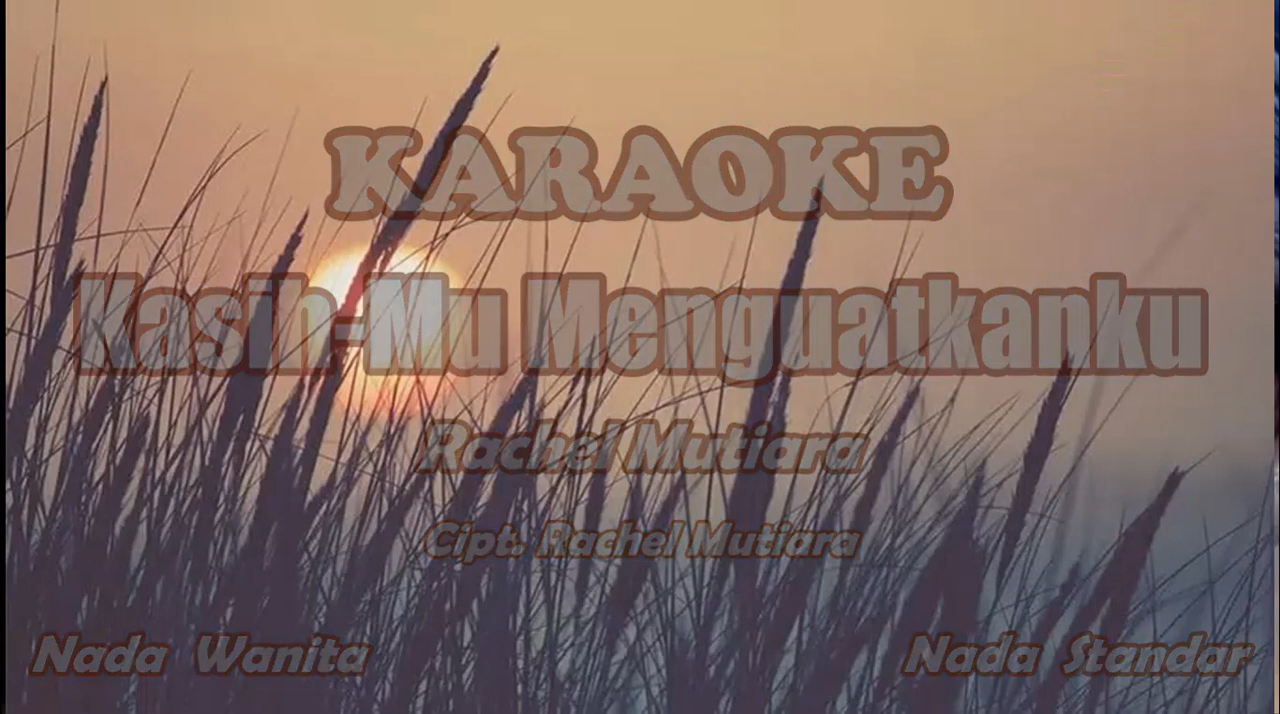 KARAOKE
Kasih-Mu Menguatkanku
Rachel Mutiara
Cipt. Rachel Mutiara
Nada Wanita
Nada Standar